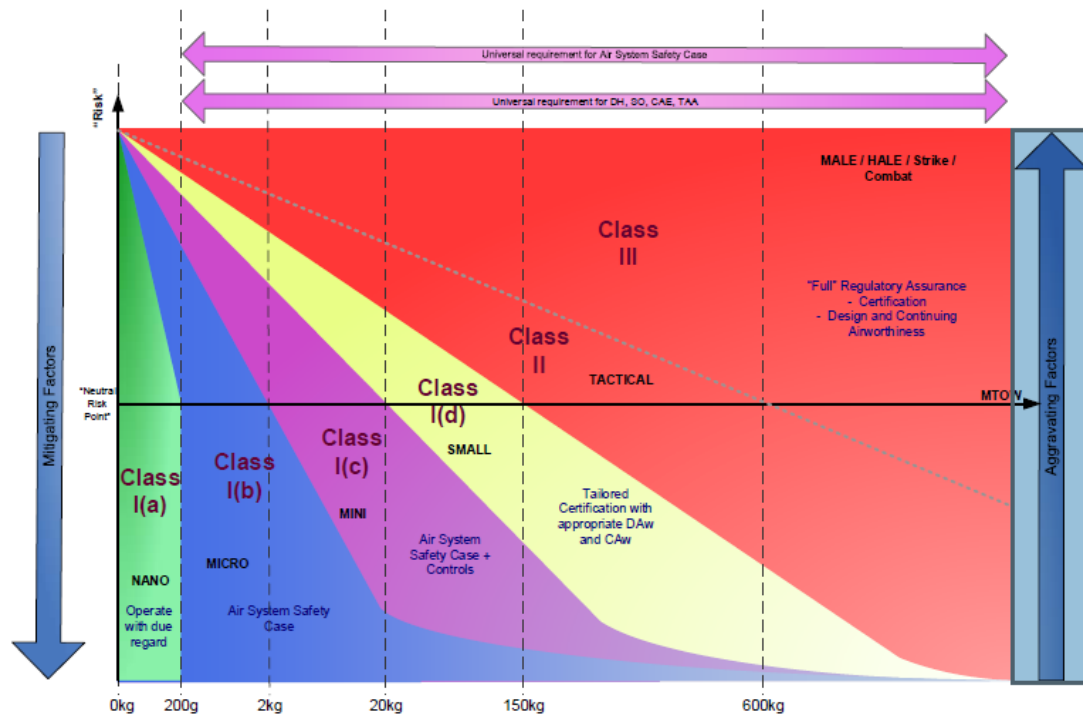 Universal requirement for Air System Safety Case
Universal requirement for DH, SO, CAE, TAA
"Risk"
MALE / HALE / Strike /
Combat
Class
III
"Full" Regulatory Assurance
- Certification
- Design and Continuing
Airworthiness
Class
II
TACTICAL
"Neutral
Risk
Point"
MTOW
Mitigating Factors
Aggravating Factors
Class
I(d)
SMALL
Class
I(c)
MINI
Class
I(b)
MICRO
Class
I(a)
NANO
Tailored
Certification with
appropriate DAw
and CAw
Air System
Safety Case +
Controls
Air System Safety
Case
Operate
with due
regard
0kg
200g
2kg
20kg
150kg
600kg